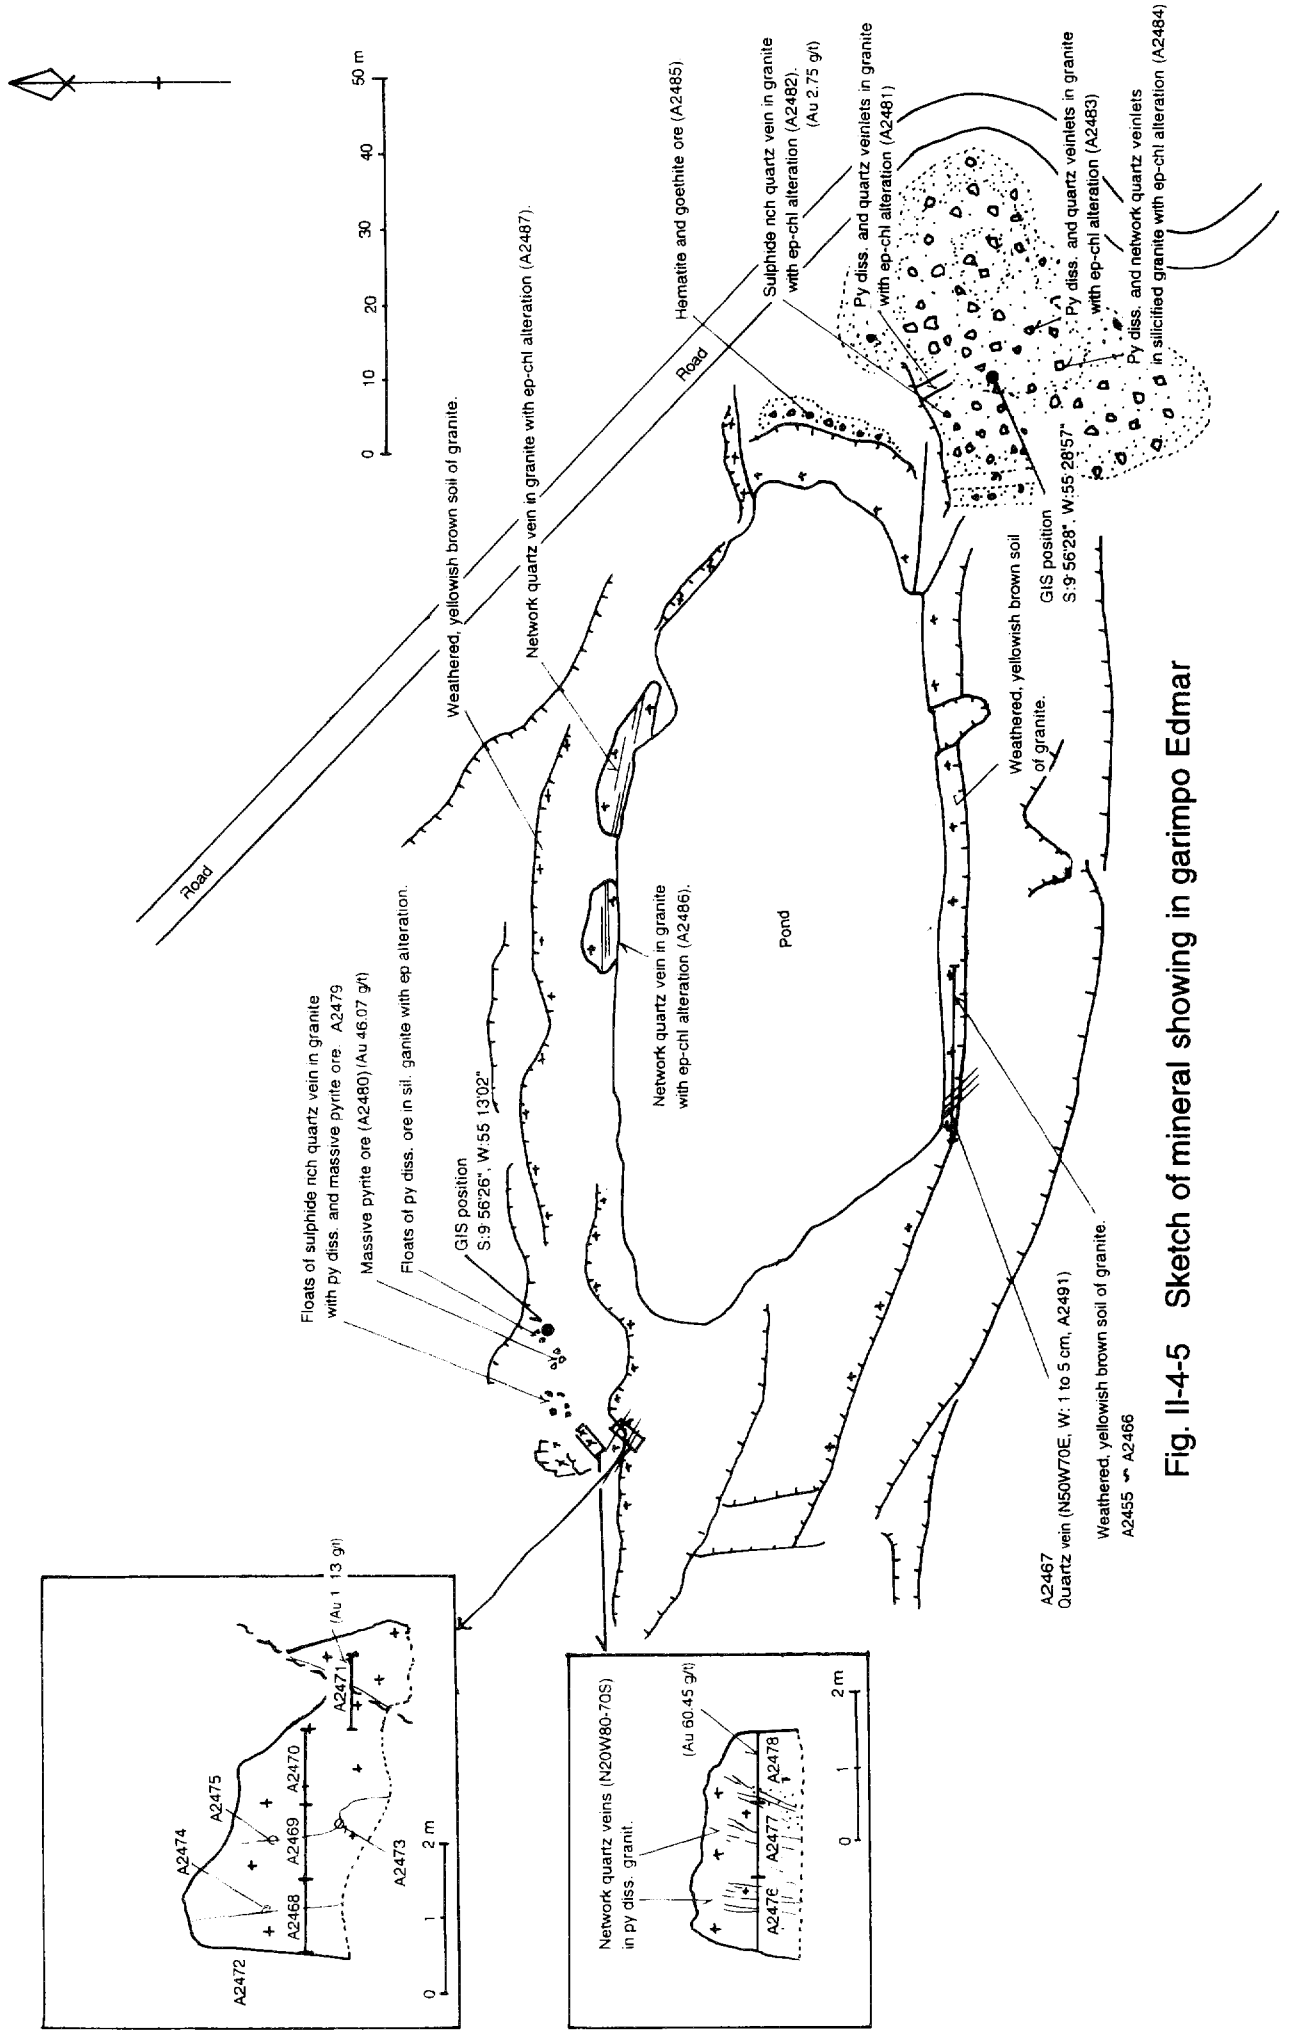 0
10
20
30
40
50 m
Road
Road
Weathered, yellowish brown soil of granite.
Network quartz vein in granite with ep-chl alteration (A2487).
Hematite and goethite ore (A2485)
Sulphide rich quartz vein in granite
with ep-chl alteration (A2482).
(Au 2.75 g/t)
Py diss. and quartz veinlets in granite
with ep-chl alteration (A2481)
Py diss. and quartz veinlets in granite
with ep-chl alteration (A2483)
Py diss. and network quartz veinlets
in silicified granite with ep-chl alteration (A2484)
GIS position
S:9°56'28", W:55°28'57"
Weathered, yellowish brown soil
of granite.
Floats of sulphide rich quartz vein in granite
with py diss. and massive pyrite ore. A2479
Massive pyrite ore (A2480) (Au 46.07 g/t)
Floats of py diss. ore in sil. ganite with ep alteration.
GIS position
S:9 56'26", W:55 13'02"
Network quartz vein in granite
with ep-chl alteration (A2486).
Pond
A2467
Quartz vein (N50W70E, W: 1 to 5 cm, A2491)
Weathered, yellowish brown soil of granite.
A2455 ~ A2466
A2472
A2474
A2475
A2468
A2469
A2470
A2471
(Au 1 13 g/t)
A2473
0
1
2 m
Network quartz veins (N20W80-70S)
in py diss. granit.
(Au 60.45 g/t)
A2476
A2477
A2478
0
1
2 m
Fig. II-4-5 Sketch of mineral showing in garimpo Edmar